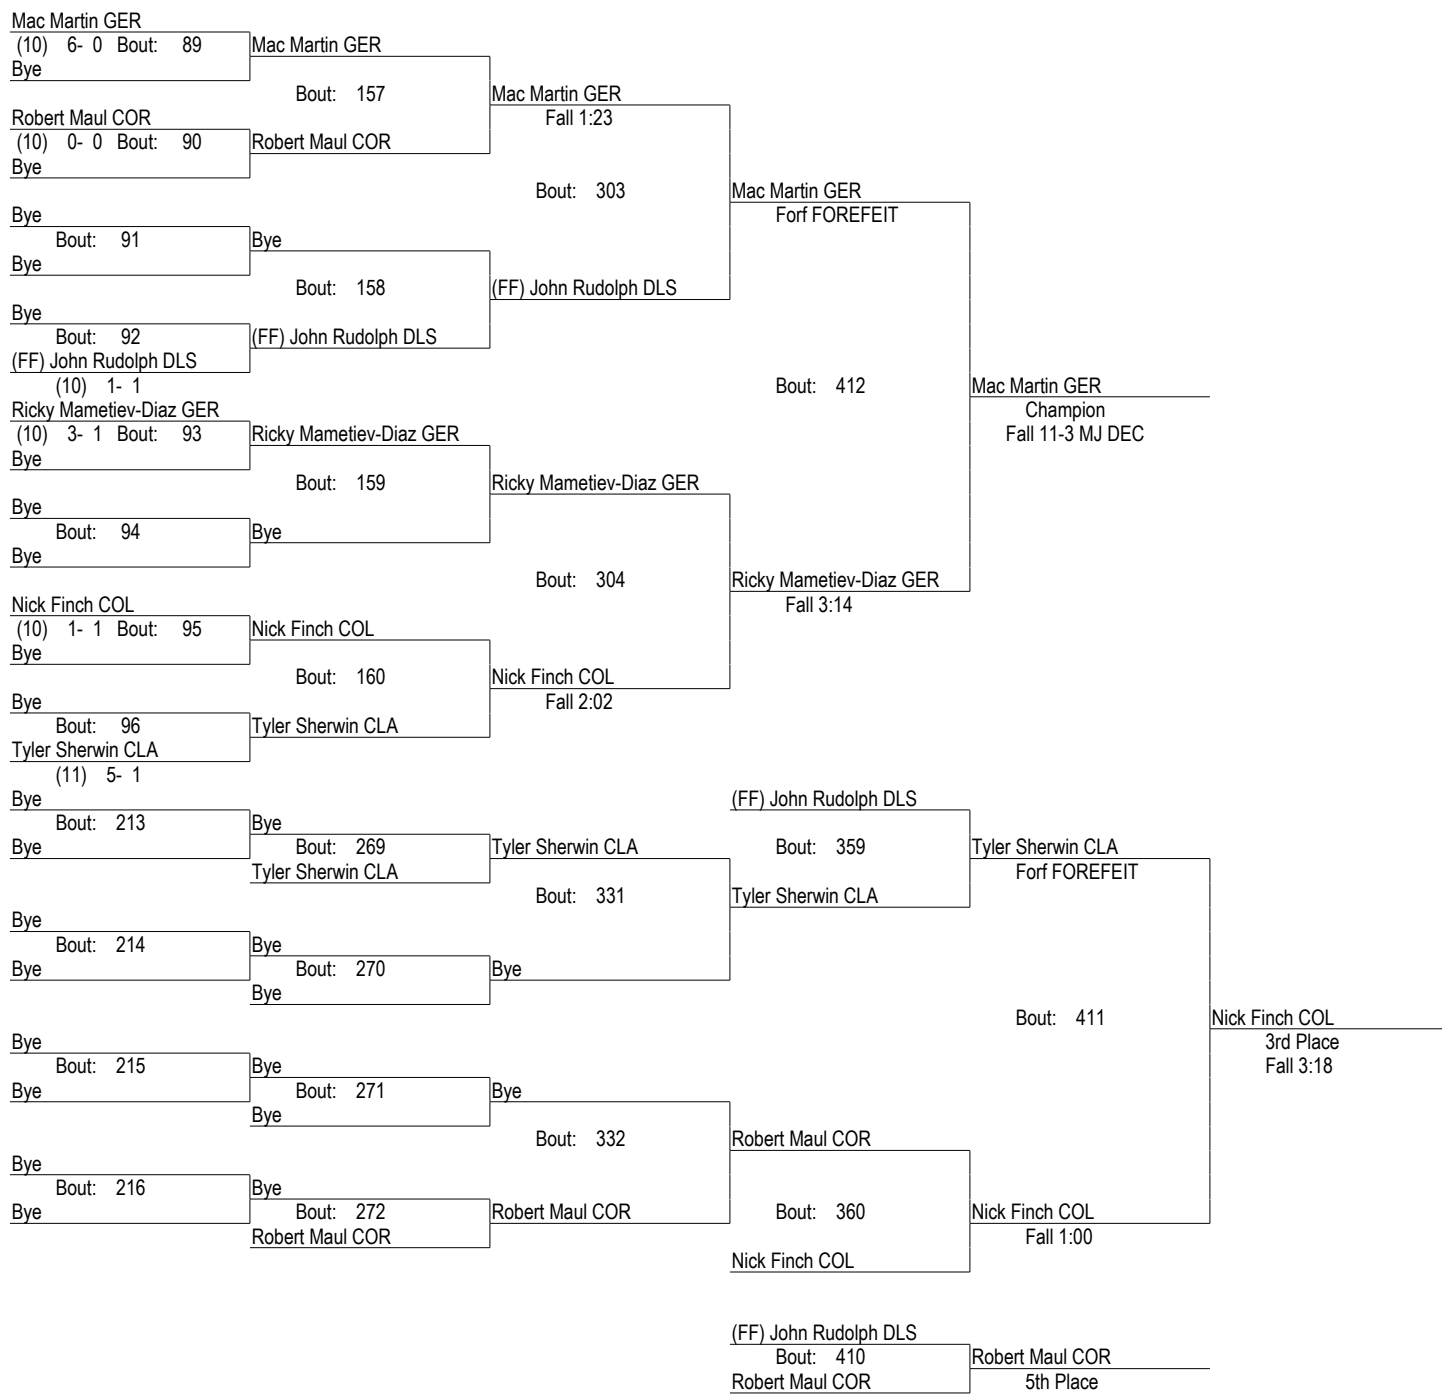 Mac Martin GER
(10) 6- 0 Bout: 89 Mac Martin GER
Bye
Bout: 157 Mac Martin GER
Robert Maul COR Fall 1:23
(10) 0- 0 Bout: 90 Robert Maul COR
Bye
Bout: 303 Mac Martin GER
Bye Forf FOREFEIT
Bout: 91 Bye
Bye
Bout: 158 (FF) John Rudolph DLS
Bye
Bout: 92 (FF) John Rudolph DLS
(FF) John Rudolph DLS
(10) 1- 1 Bout: 412 Mac Martin GER
Ricky Mametiev-Diaz GER Champion
(10) 3- 1 Bout: 93 Ricky Mametiev-Diaz GER Fall 11-3 MJ DEC
Bye
Bout: 159 Ricky Mametiev-Diaz GER
Bye
Bout: 94 Bye
Bye
Bout: 304 Ricky Mametiev-Diaz GER
Nick Finch COL Fall 3:14
(10) 1- 1 Bout: 95 Nick Finch COL
Bye
Bout: 160 Nick Finch COL
Bye Fall 2:02
Bout: 96 Tyler Sherwin CLA
Tyler Sherwin CLA
(11) 5- 1
Bye (FF) John Rudolph DLS
Bout: 213 Bye
Bye Bout: 269 Tyler Sherwin CLA Bout: 359 Tyler Sherwin CLA
Tyler Sherwin CLA Forf FOREFEIT
Bout: 331 Tyler Sherwin CLA
Bye
Bout: 214 Bye
Bye Bout: 270 Bye
Bye
Bout: 411 Nick Finch COL
Bye 3rd Place
Bout: 215 Bye Fall 3:18
Bye Bout: 271 Bye
Bye
Bout: 332 Robert Maul COR
Bye
Bout: 216 Bye
Bye Bout: 272 Robert Maul COR Bout: 360 Nick Finch COL
Robert Maul COR Fall 1:00
Nick Finch COL
(FF) John Rudolph DLS
Bout: 410 Robert Maul COR
Robert Maul COR 5th Place